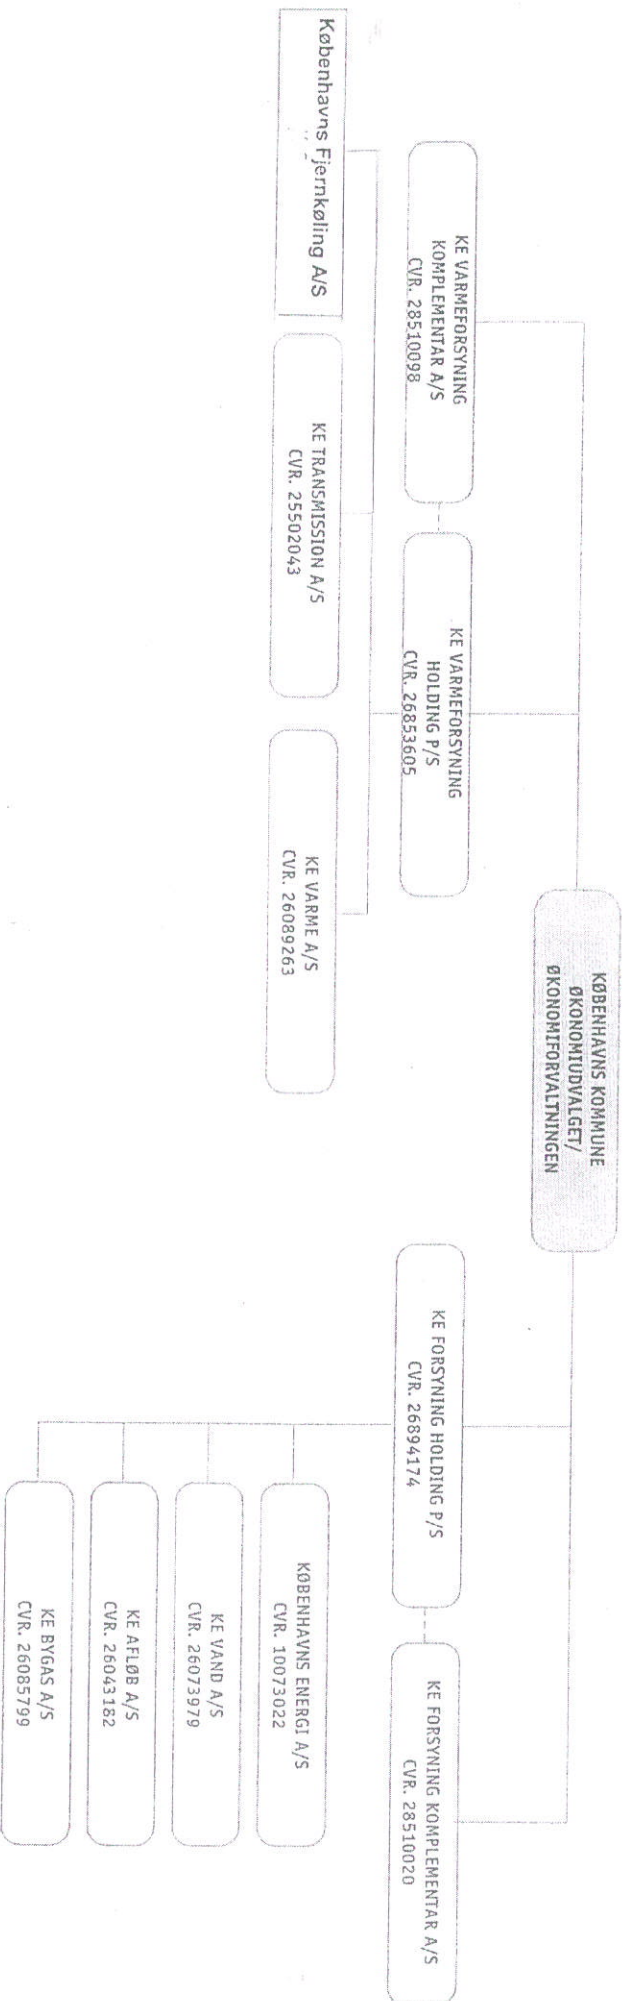 KØBENHAVNS KOMMUNE
ØKONOMIUDVALGET/
ØKONOMIFORVALTNINGEN
KE VARMEFORSYNING
KOMPLEMENTAR A/S
CVR. 28510098
KE VARMEFORSYNING
HOLDING P/S
CVR. 26853605
KE FORSYNING HOLDING P/S
CVR. 26894174
KE FORSYNING KOMPLEMENTAR A/S
CVR. 28510020
Københavns Fjernkøling A/S
KE TRANSMISSION A/S
CVR. 25502043
KE VARME A/S
CVR. 26089263
KØBENHAVNS ENERGI A/S
CVR. 10073022
KE VAND A/S
CVR. 26073979
KE AFLØB A/S
CVR. 26043182
KE BYGAS A/S
CVR. 26085799